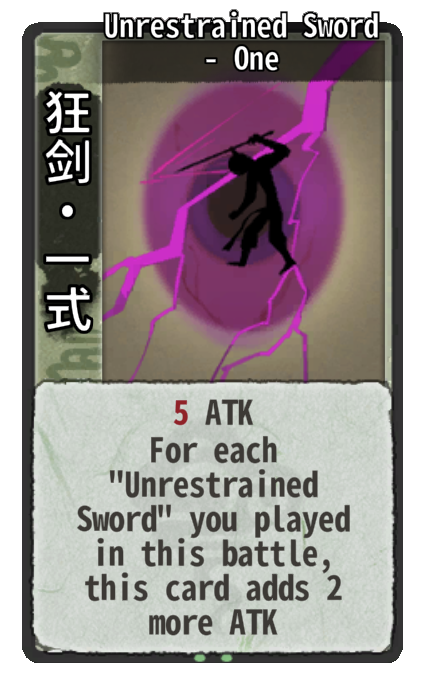 Unrestrained Sword
- One
狂剑·一式
5 ATK
For each
"Unrestrained
Sword" you played
in this battle,
this card adds 2
more ATK